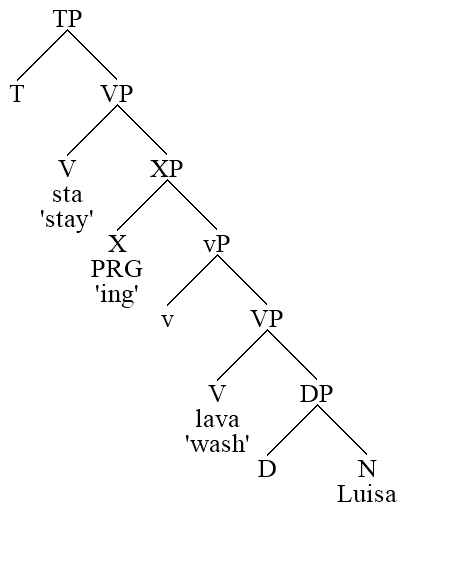 TP
T VP
V XP
sta
'stay'
X vP
PRG
'ing'
v VP
V DP
lava
'wash'
D N
Luisa